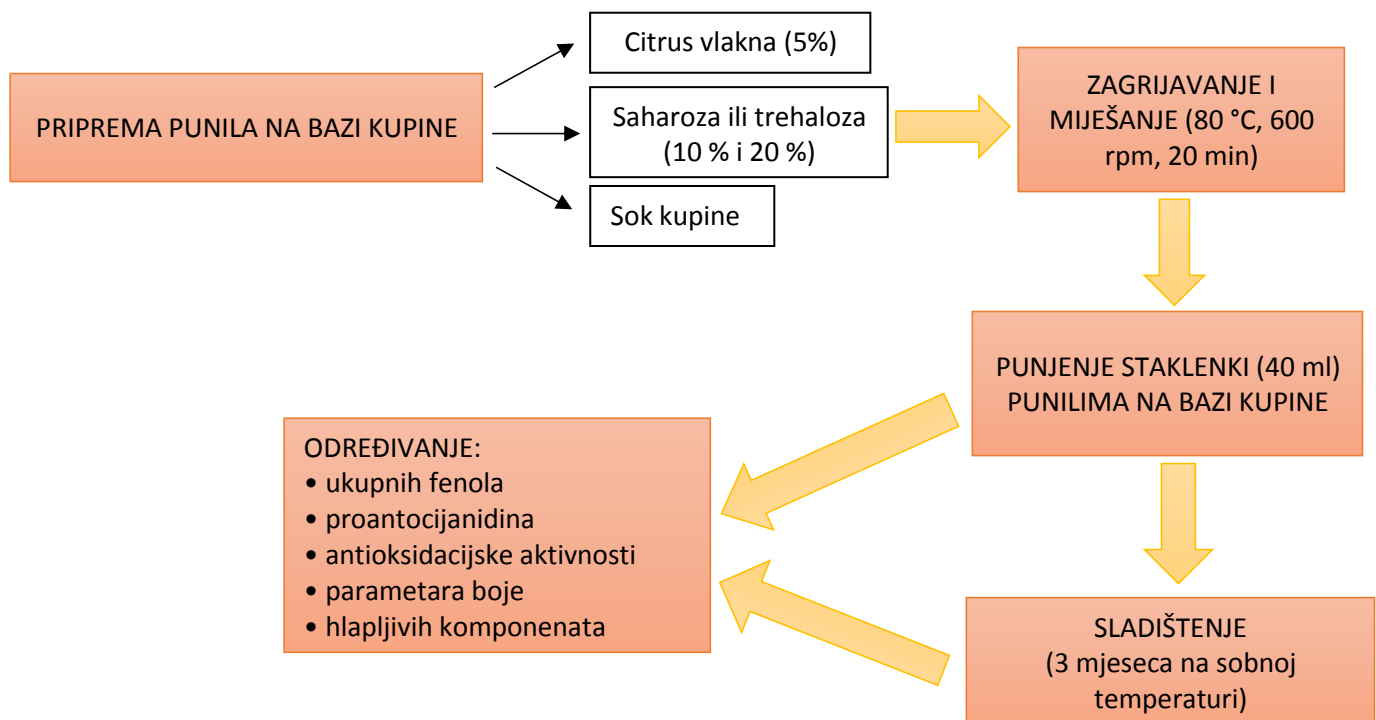 PRIPREMA PUNILA NA BAZI KUPINE
Citrus vlakna (5%)
Saharoza ili trehaloza
(10 % i 20 %)
Sok kupine
ZAGRIJAVANJE I
MIJEŠANJE (80 °C, 600
rpm, 20 min)
PUNJENJE STAKLENKI (40 ml)
PUNILIMA NA BAZI KUPINE
ODREĐIVANJE:
• ukupnih fenola
• proantocijanidina
• antioksidacijske aktivnosti
• parametara boje
• hlapljivih komponenata
SLADIŠTENJE
(3 mjeseca na sobnoj
temperaturi)